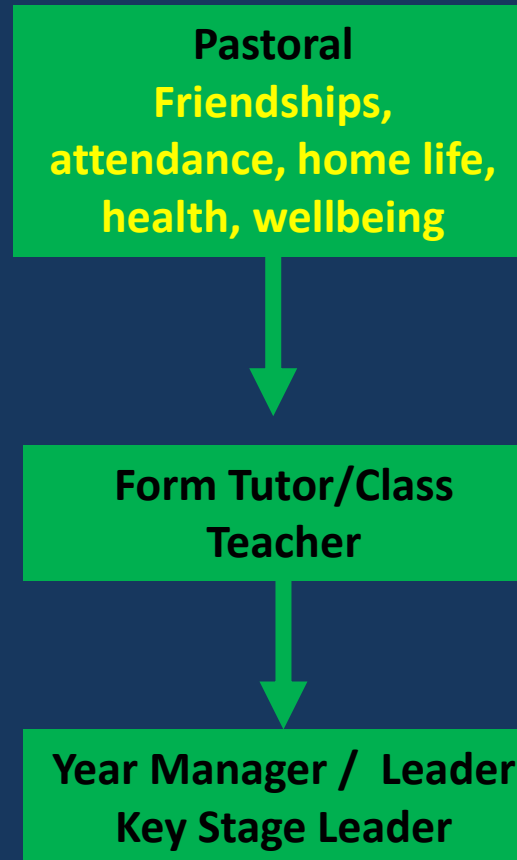 Pastoral
Friendships,
attendance, home life,
health, wellbeing
Form Tutor/Class
Teacher
Year Manager / Leader
Key Stage Leader